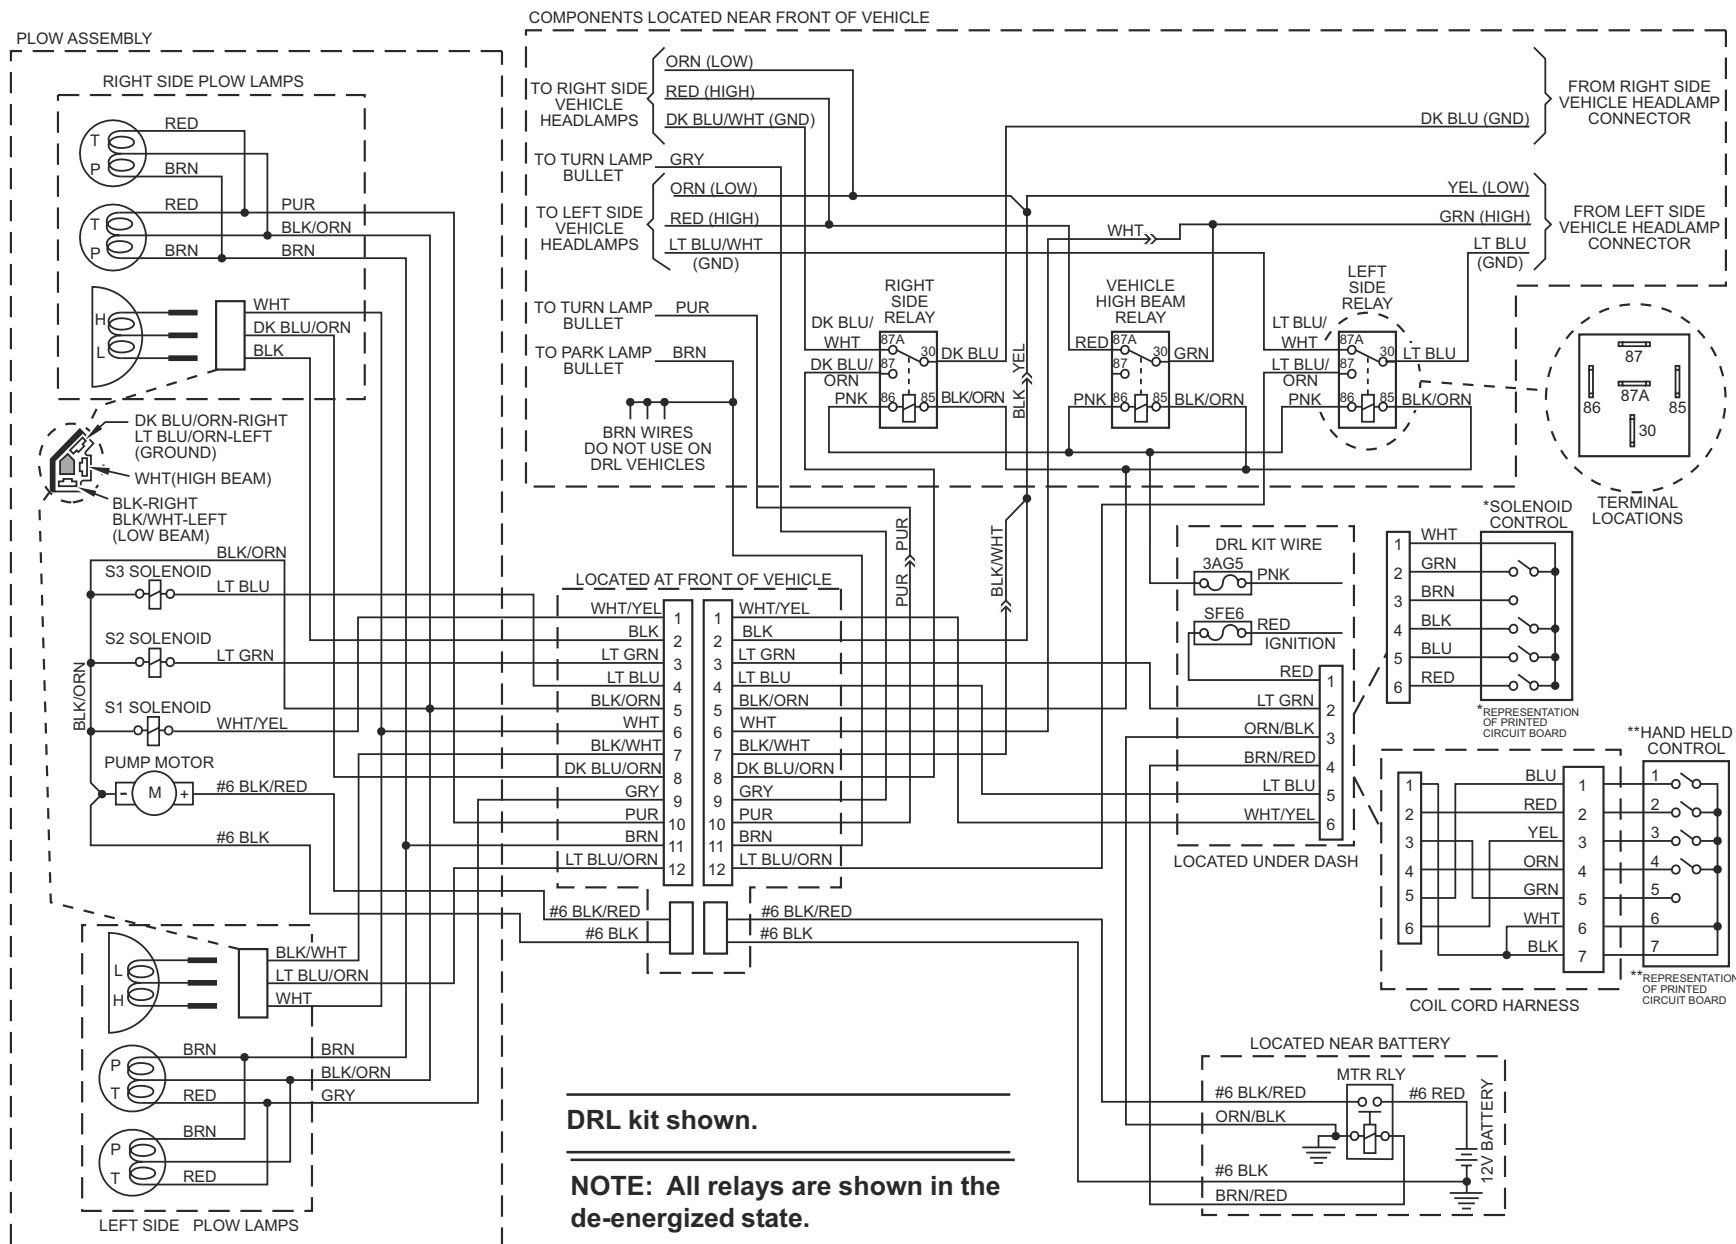 COMPONENTS LOCATED NEAR FRONT OF VEHICLE
PLOW ASSEMBLY
RIGHT SIDE PLOW LAMPS
T
P
RED
BRN
T
P
RED
PUR
BLK/ORN
BRN
BRN
H
L
WHT
DK BLU/ORN
BLK
DK BLU/ORN-RIGHT
LT BLU/ORN-LEFT
(GROUND)
WHT(HIGH BEAM)
BLK-RIGHT
BLK/WHT-LEFT
(LOW BEAM)
BLK/ORN
S3 SOLENOID
LT BLU
S2 SOLENOID
LT GRN
BLK/ORN
S1 SOLENOID
WHT/YEL
PUMP MOTOR
-
M
+
#6 BLK/RED
#6 BLK
L
H
BLK/WHT
LT BLU/ORN
WHT
P
T
BRN
BRN
BLK/ORN
RED
GRY
P
T
BRN
RED
LEFT SIDE PLOW LAMPS
TO RIGHT SIDE
VEHICLE
HEADLAMPS
ORN (LOW)
RED (HIGH)
DK BLU/WHT (GND)
TO TURN LAMP
BULLET
GRY
TO LEFT SIDE
VEHICLE
HEADLAMPS
ORN (LOW)
RED (HIGH)
LT BLU/WHT
(GND)
TO TURN LAMP
BULLET
PUR
TO PARK LAMP
BULLET
BRN
BRN WIRES
DO NOT USE ON
DRL VEHICLES
DK BLU (GND)
FROM RIGHT SIDE
VEHICLE HEADLAMP
CONNECTOR
YEL (LOW)
GRN (HIGH)
LT BLU
(GND)
FROM LEFT SIDE
VEHICLE HEADLAMP
CONNECTOR
WHT
RIGHT
SIDE
RELAY
DK BLU/
WHT
DK BLU/
ORN
PNK
87A
87
30
86
85
DK BLU
BLK/ORN
BLK
YEL
VEHICLE
HIGH BEAM
RELAY
RED
PNK
87A
87
30
86
85
GRN
BLK/ORN
LEFT
SIDE
RELAY
LT BLU/
WHT
LT BLU/
ORN
PNK
87A
87
30
86
85
LT BLU
BLK/ORN
87
87A
86
85
30
TERMINAL
LOCATIONS
PUR
PUR
BLK/WHT
LOCATED AT FRONT OF VEHICLE
WHT/YEL 1 1 WHT/YEL
BLK 2 2 BLK
LT GRN 3 3 LT GRN
LT BLU 4 4 LT BLU
BLK/ORN 5 5 BLK/ORN
WHT 6 6 WHT
BLK/WHT 7 7 BLK/WHT
DK BLU/ORN 8 8 DK BLU/ORN
GRY 9 9 GRY
PUR 10 10 PUR
BRN 11 11 BRN
LT BLU/ORN 12 12 LT BLU/ORN
#6 BLK/RED #6 BLK/RED
#6 BLK #6 BLK
DRL KIT WIRE
3AG5
PNK
SFE6
RED
IGNITION
RED 1
LT GRN 2
ORN/BLK 3
BRN/RED 4
LT BLU 5
WHT/YEL 6
LOCATED UNDER DASH
*SOLENOID
CONTROL
1 WHT
2 GRN
3 BRN
4 BLK
5 BLU
6 RED
*REPRESENTATION
OF PRINTED
CIRCUIT BOARD
**HAND HELD
CONTROL
1 BLU 1 1
2 RED 2 2
3 YEL 3 3
4 ORN 4 4
5 GRN 5 5
6 WHT 6 6
BLK 7 7
**REPRESENTATION
OF PRINTED
CIRCUIT BOARD
COIL CORD HARNESS
LOCATED NEAR BATTERY
MTR RLY
#6 BLK/RED
#6 RED
ORN/BLK
12V BATTERY
#6 BLK
BRN/RED
DRL kit shown.
NOTE: All relays are shown in the
de-energized state.